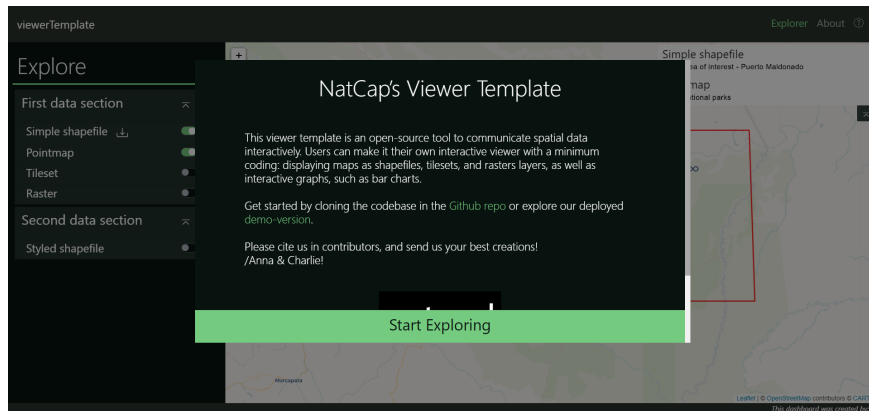 viewerTemplate
Explorer About
Explore
First data section
Simple shapefile
Pointmap
Tileset
Raster
Second data section
Styled shapefile
+
NatCap's Viewer Template
This viewer template is an open-source tool to communicate spatial data
interactively. Users can make it their own interactive viewer with a minimum
coding: displaying maps as shapefiles, tilesets, and rasters layers, as well as
interactive graphs, such as bar charts.
Get started by cloning the codebase in the Github repo or explore our deployed
demo-version.
Please cite us in contributors, and send us your best creations!
/Anna & Charlie!
Start Exploring
Simple shapefile
of interest - Puerto Maldonado
map
parks
Marcapata
Leaflet | © OpenStreetMap contributors © CART
This dashboard was created by: